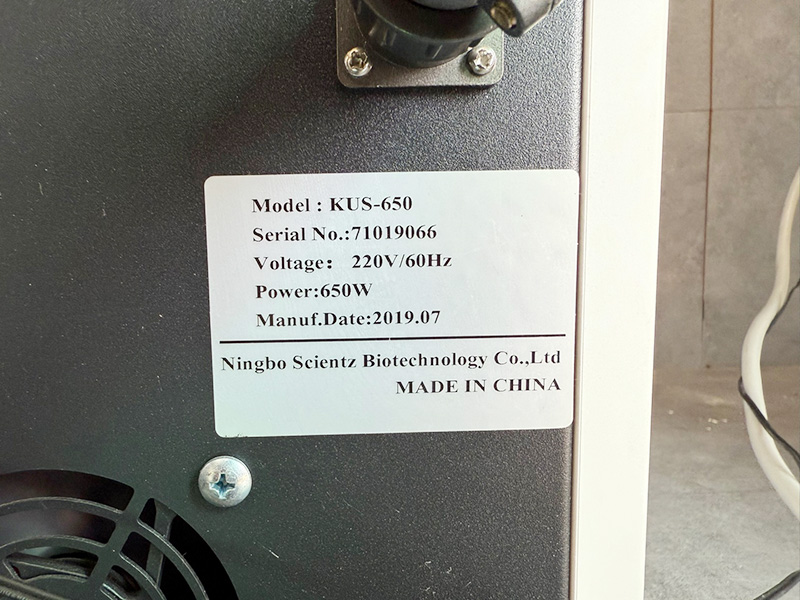 Model : KUS-650
Serial No.:71019066
Voltage： 220V/60Hz
Power:650W
Manuf.Date:2019.07
Ningbo Scientz Biotechnology Co.,Ltd
MADE IN CHINA